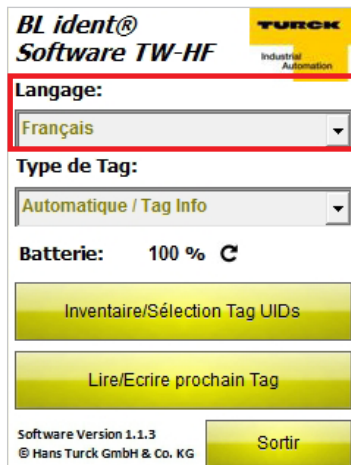 BL ident®
Software TW-HF
TURCK
Industrial
Automation
Langage:
Français
Type de Tag:
Automatique / Tag Info
Batterie: 100 %
Inventaire/Sélection Tag UIDs
Lire/Ecrire prochain Tag
Software Version 1.1.3
© Hans Turck GmbH & Co. KG
Sortir